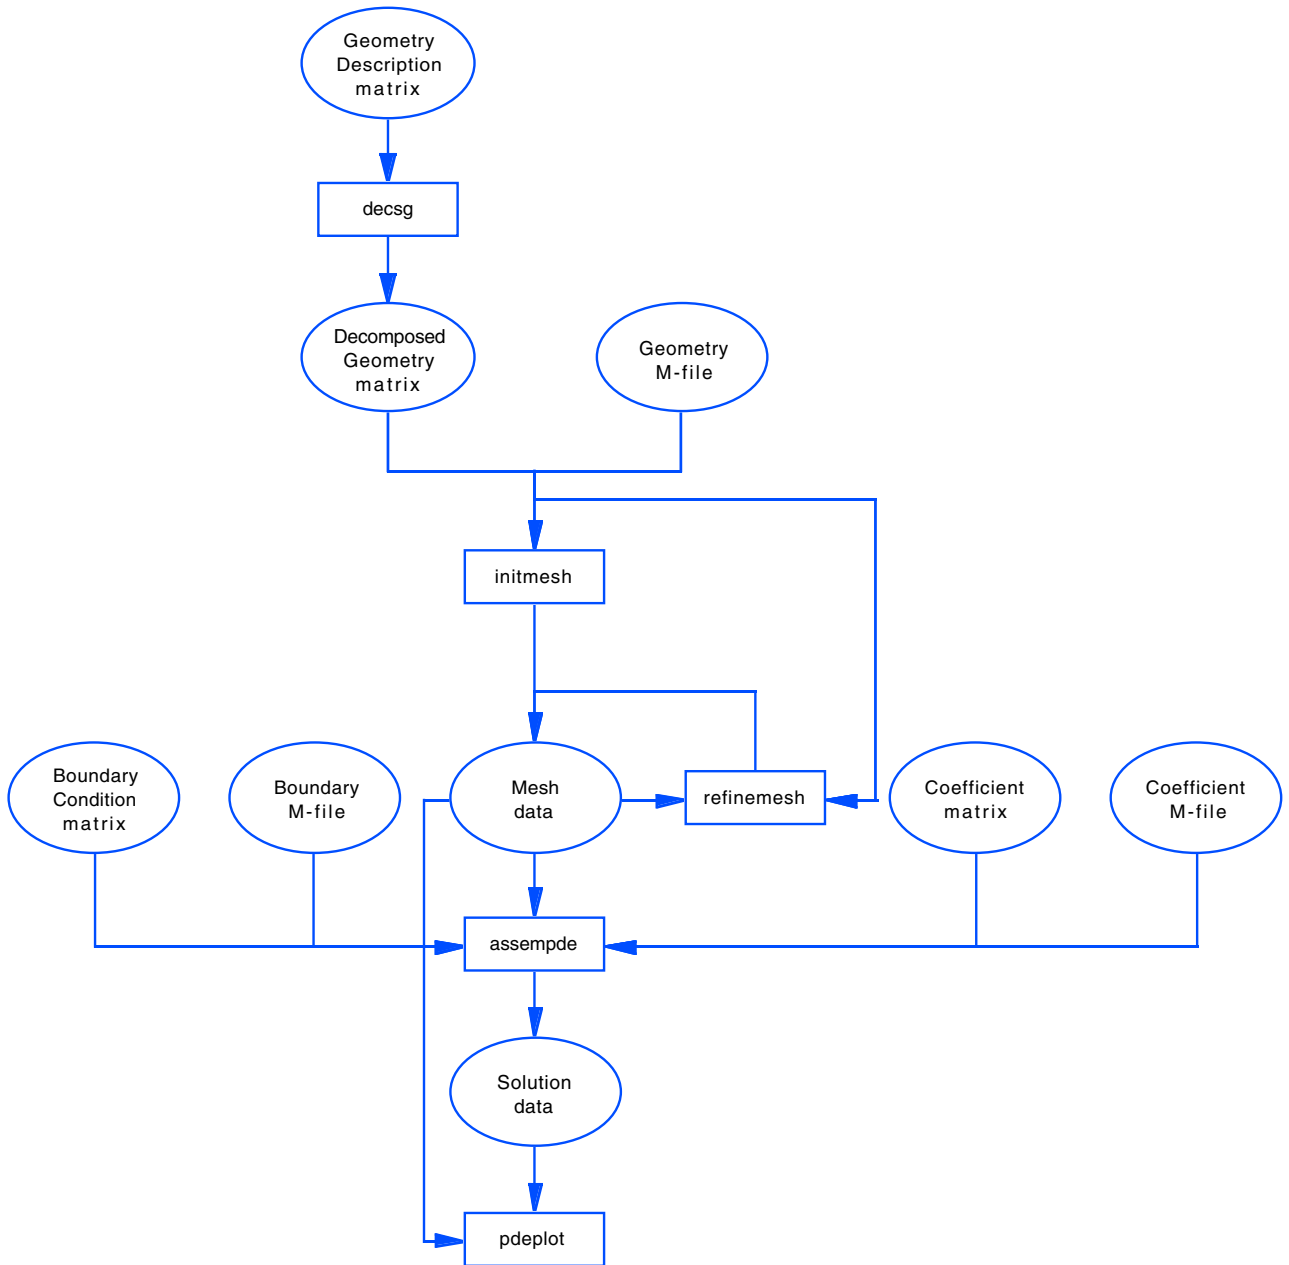 Geometry
Description
matrix
decsg
Decomposed
Geometry
matrix
Geometry
M-file
initmesh
Boundary
Condition
matrix
Boundary
M-file
Mesh
data
refinemesh
Coefficient
matrix
Coefficient
M-file
assempde
Solution
data
pdeplot